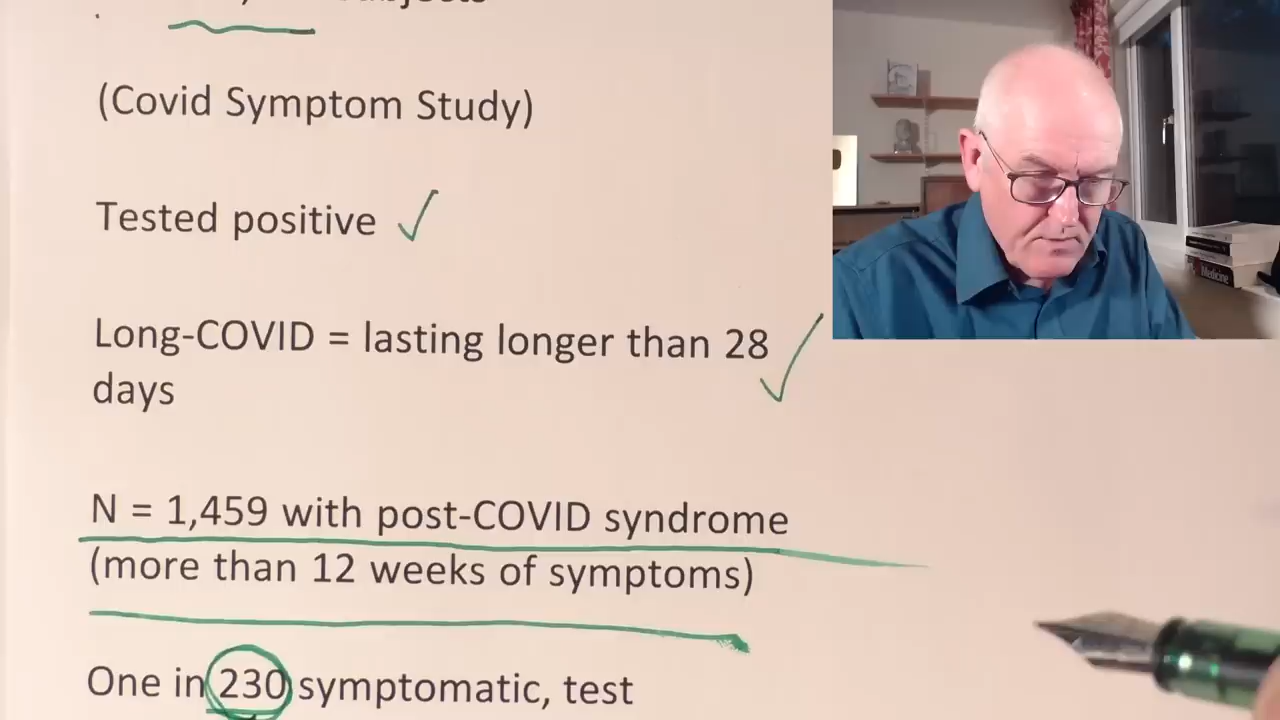 (Covid Symptom Study)
Tested positive
Long-COVID = lasting longer than 28
days
N = 1,459 with post-COVID syndrome
(more than 12 weeks of symptoms)
One in 230 symptomatic, test
Medicine